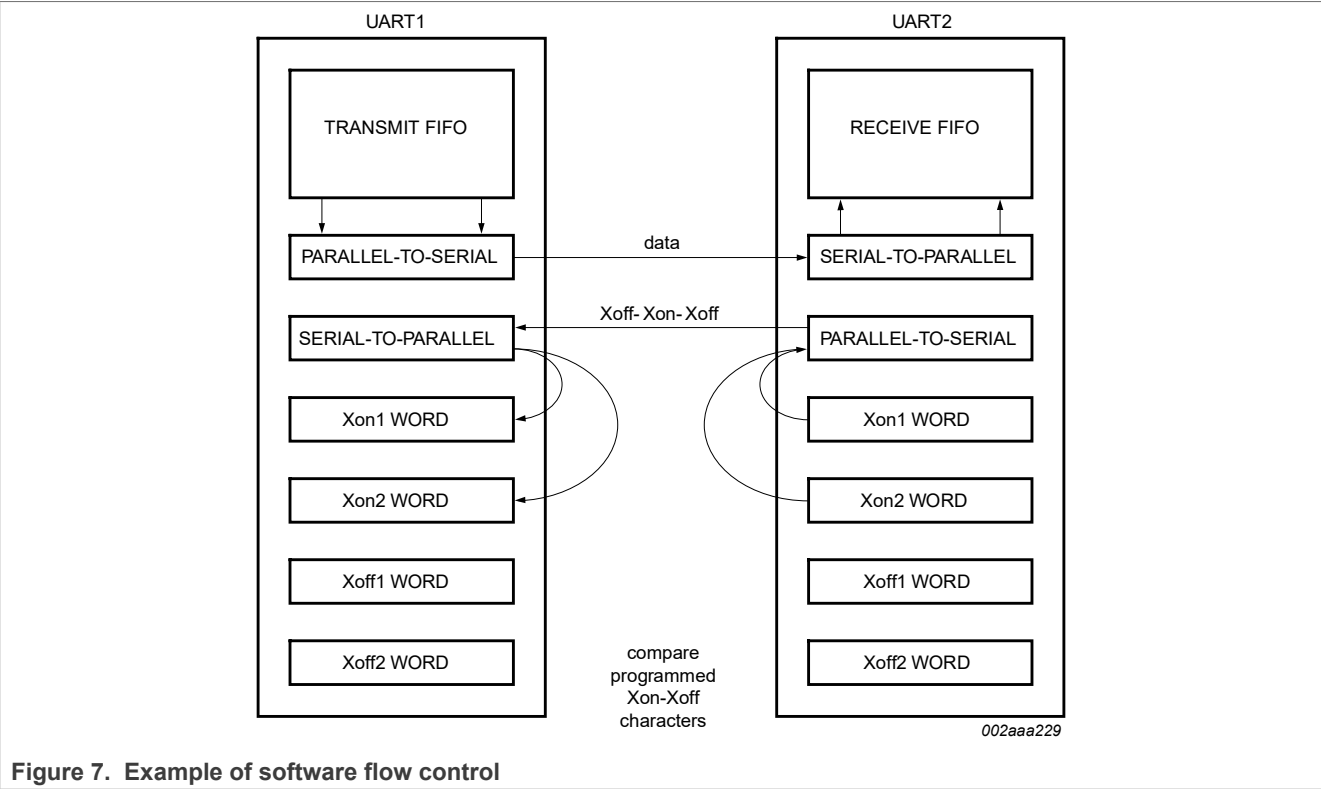 UART1
UART2
TRANSMIT FIFO
RECEIVE FIFO
PARALLEL-TO-SERIAL
data
SERIAL-TO-PARALLEL
SERIAL-TO-PARALLEL
Xoff-Xon-Xoff
PARALLEL-TO-SERIAL
Xon1 WORD
Xon1 WORD
Xon2 WORD
Xon2 WORD
Xoff1 WORD
Xoff1 WORD
Xoff2 WORD
compare
programmed
Xon-Xoff
characters
Xoff2 WORD
002aaa229
Figure 7. Example of software flow control